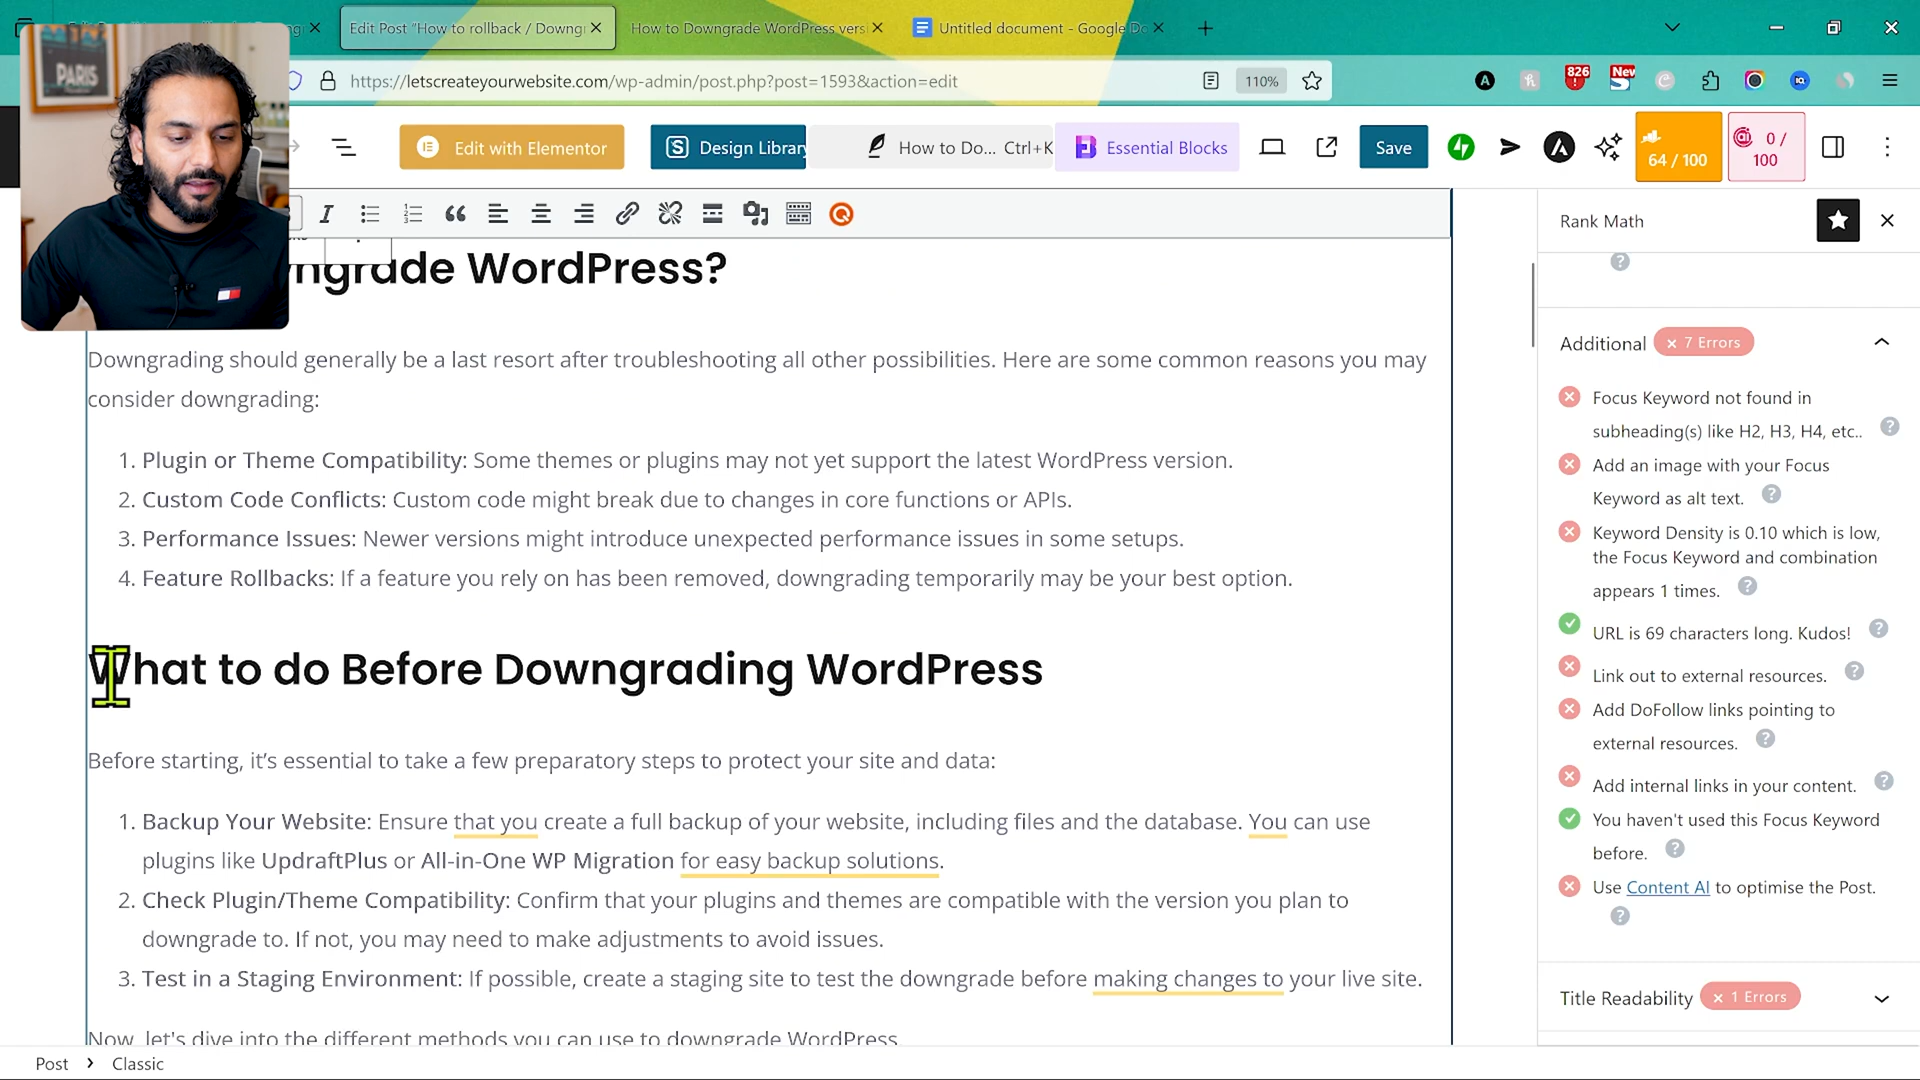 Edit Post "How to rollback / Downgr
How to Downgrade WordPress versi
Untitled document - Google Do
https://letscreateyourwebsite.com/wp-admin/post.php?post=1593&action=edit
110%
826
New
PARIS
Edit with Elementor
Design Library
How to Do... Ctrl+K
Essential Blocks
Save
64 / 100
0 /
100
Rank Math
ngrade WordPress?
Downgrading should generally be a last resort after troubleshooting all other possibilities. Here are some common reasons you may
consider downgrading:
1. Plugin or Theme Compatibility: Some themes or plugins may not yet support the latest WordPress version.
2. Custom Code Conflicts: Custom code might break due to changes in core functions or APIs.
3. Performance Issues: Newer versions might introduce unexpected performance issues in some setups.
4. Feature Rollbacks: If a feature you rely on has been removed, downgrading temporarily may be your best option.
What to do Before Downgrading WordPress
Before starting, it’s essential to take a few preparatory steps to protect your site and data:
1. Backup Your Website: Ensure that you create a full backup of your website, including files and the database. You can use
plugins like UpdraftPlus or All-in-One WP Migration for easy backup solutions.
2. Check Plugin/Theme Compatibility: Confirm that your plugins and themes are compatible with the version you plan to
downgrade to. If not, you may need to make adjustments to avoid issues.
3. Test in a Staging Environment: If possible, create a staging site to test the downgrade before making changes to your live site.
Now, let's dive into the different methods you can use to downgrade WordPress
Additional
7 Errors
Focus Keyword not found in
subheading(s) like H2, H3, H4, etc..
Add an image with your Focus
Keyword as alt text.
Keyword Density is 0.10 which is low,
the Focus Keyword and combination
appears 1 times.
URL is 69 characters long. Kudos!
Link out to external resources.
Add DoFollow links pointing to
external resources.
Add internal links in your content.
You haven't used this Focus Keyword
before.
Use Content AI to optimise the Post.
Title Readability
1 Errors
Post
Classic